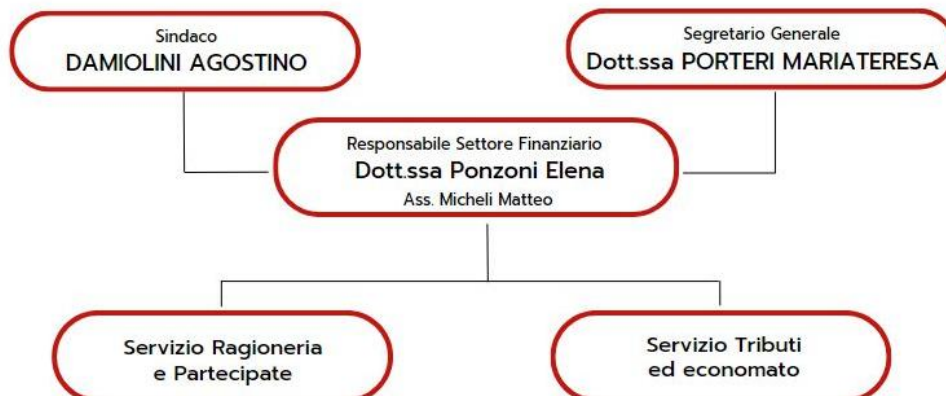 Sindaco
DAMIOLINI AGOSTINO
Segretario Generale
Dott.ssa PORTERI MARIATERESA
Responsabile Settore Finanziario
Dott.ssa Ponzoni Elena
Ass. Micheli Matteo
Servizio Ragioneria
e Partecipate
Servizio Tributi
ed economato